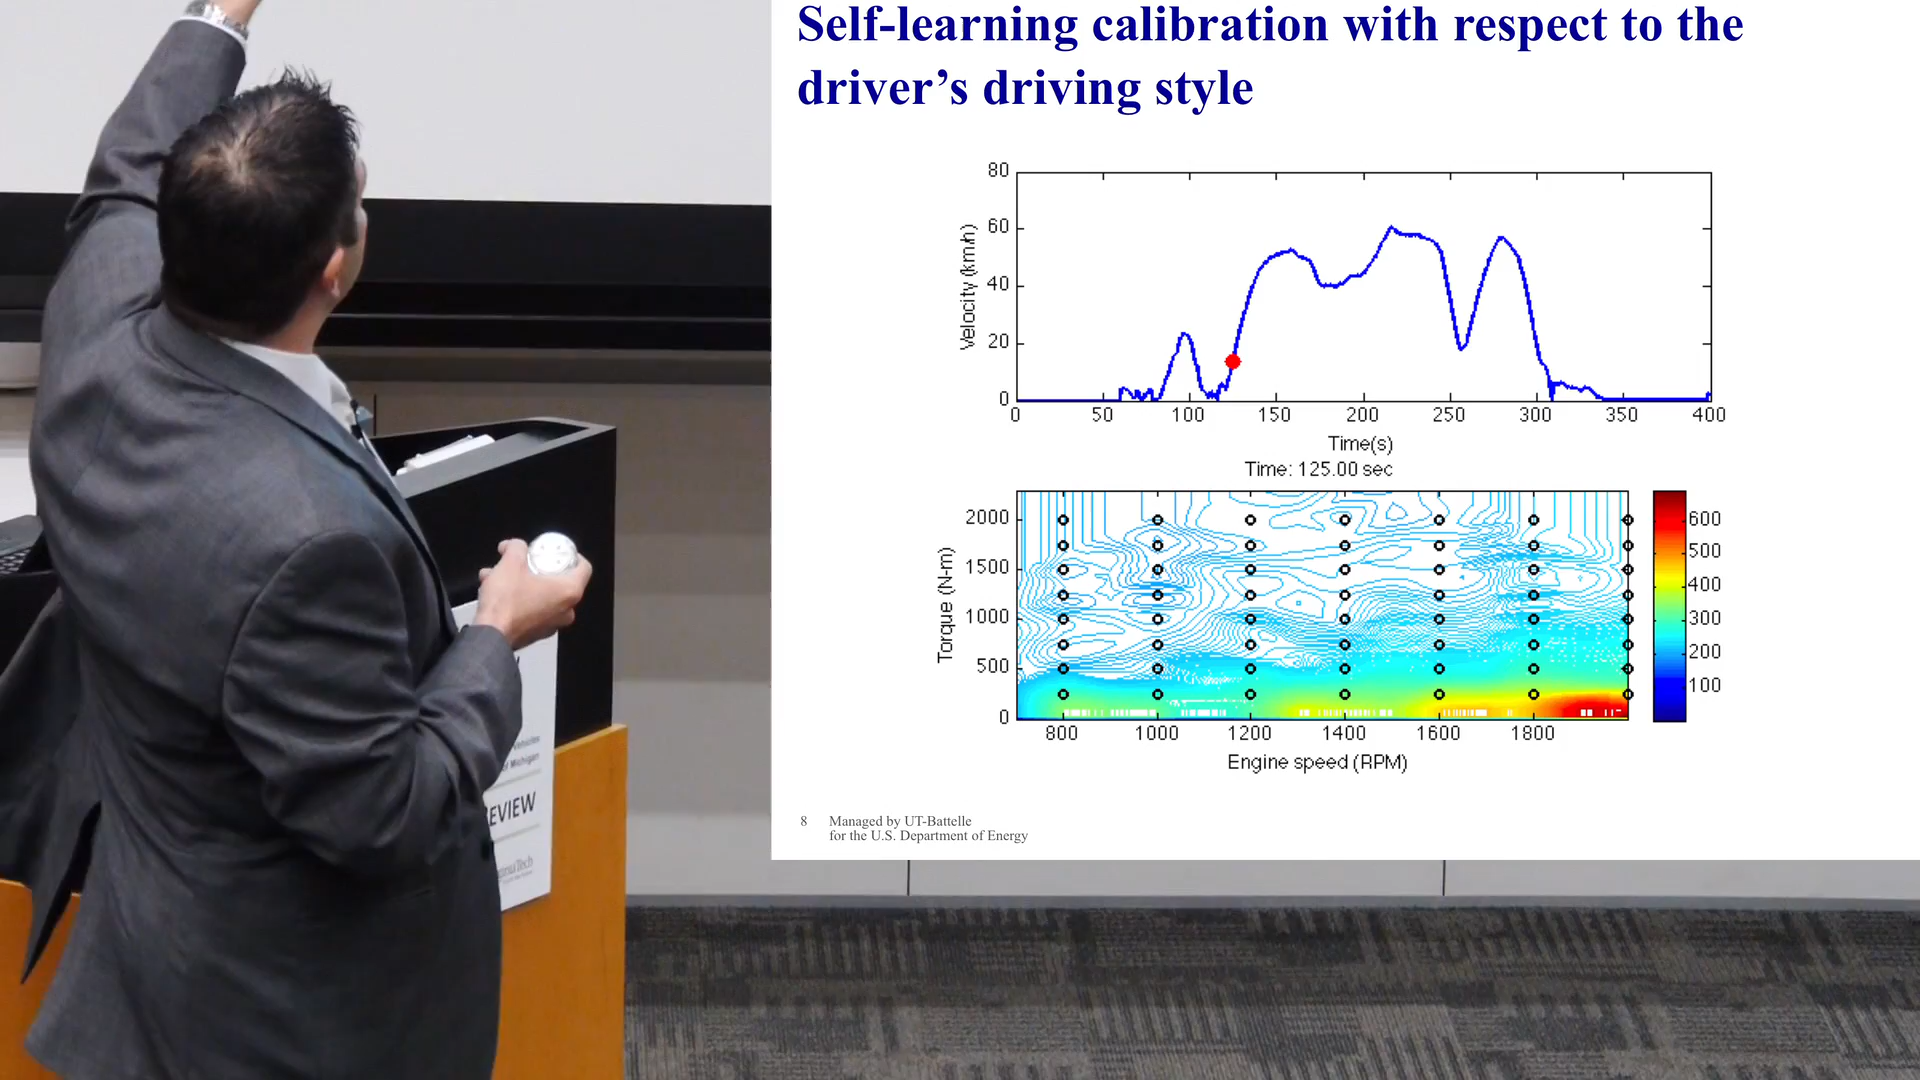 Self-learning calibration with respect to the
driver's driving style
80
60
40
20
0
Velocity (km/h)
0 50 100 150 200 250 300 350 400
Time(s)
Time: 125.00 sec
2000
1500
1000
500
0
Torque (N-m)
800 1000 1200 1400 1600 1800
Engine speed (RPM)
600
500
400
300
200
100
8 Managed by UT-Battelle
for the U.S. Department of Energy
Michigan